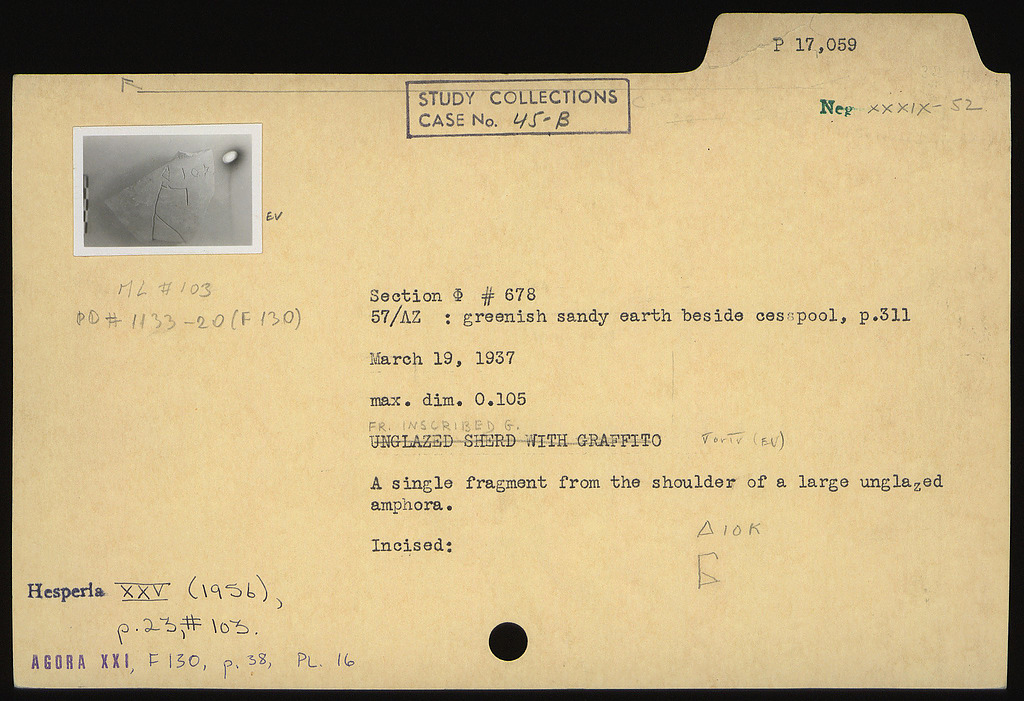 P 17,059
STUDY COLLECTIONS
CASE No. 45-B
Neg XXXIX-52
EV
ML #103
PD# 1133-20 (F 130)
Section Φ # 678
57/ΛΖ : greenish sandy earth beside cesspool, p.311
March 19, 1937
max. dim. 0.105
FR. INSCRIBED G.
UNGLAZED SHERD WITH GRAFFITO (EV)
A single fragment from the shoulder of a large unglazed
amphora.
Incised:
Δ ΙΟΚ
Hesperia XXV (1956),
p.23,# 103.
AGORA XXI, F 130, p. 38, PL. 16